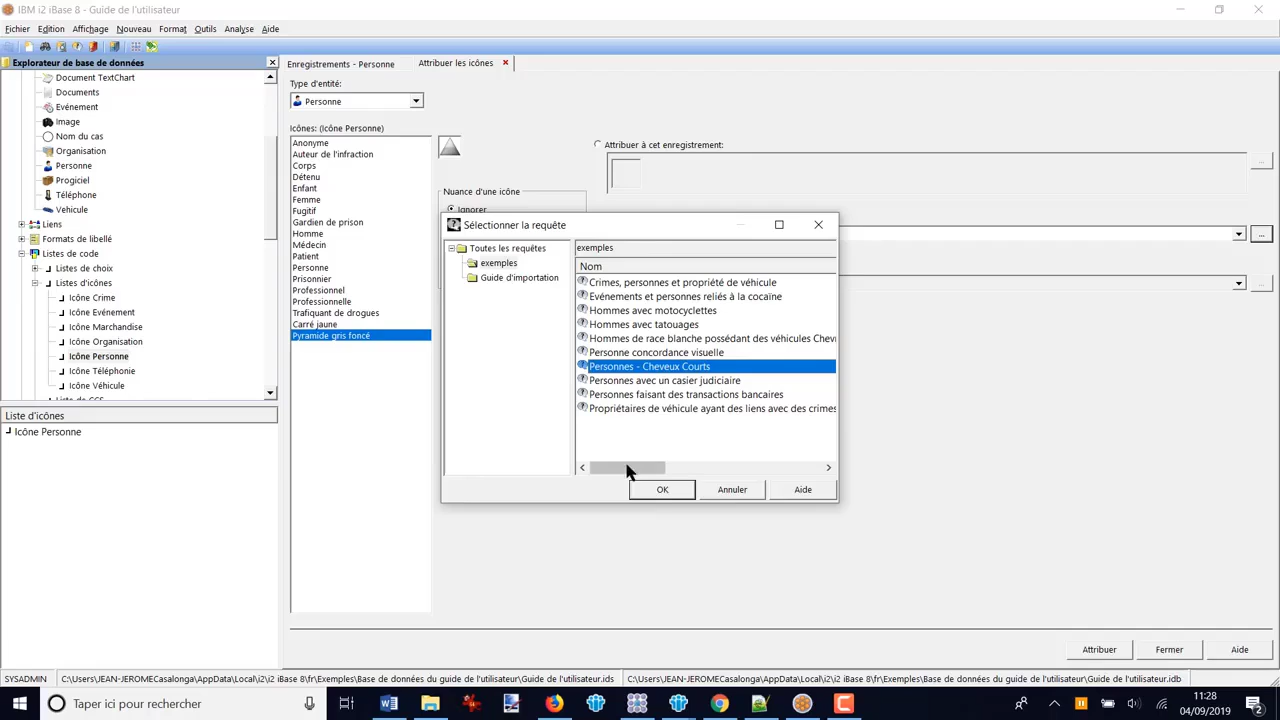 IBM i2 iBase 8 - Guide de l'utilisateur
Fichier Edition Affichage Nouveau Format Outils Analyse Aide
Explorateur de base de données
Document TextChart
Documents
Evénement
Image
Nom du cas
Organisation
Personne
Progiciel
Téléphone
Vehicule
Liens
Formats de libellé
Listes de code
Listes de choix
Listes d'icônes
Icône Crime
Icône Evénement
Icône Marchandise
Icône Organisation
Icône Personne
Icône Téléphonie
Icône Véhicule
Liste d'icônes
Icône Personne
Enregistrements - Personne
Attribuer les icônes
Type d'entité:
Personne
Icônes: (Icône Personne)
Anonyme
Auteur de l'infraction
Corps
Détenu
Enfant
Femme
Fugitif
Gardien de prison
Homme
Médecin
Patient
Personne
Prisonnier
Professionnel
Professionnelle
Trafiquant de drogues
Carré jaune
Pyramide gris foncé
Attribuer à cet enregistrement:
...
Nuance d'une icône
Ignorer
...
...
Sélectionner la requête
Toutes les requêtes
exemples
Guide d'importation
exemples
Nom
Crimes, personnes et propriété de véhicule
Evénements et personnes reliés à la cocaïne
Hommes avec motocyclettes
Hommes avec tatouages
Hommes de race blanche possédant des véhicules Chevr
Personne concordance visuelle
Personnes - Cheveux Courts
Personnes avec un casier judiciaire
Personnes faisant des transactions bancaires
Propriétaires de véhicule ayant des liens avec des crimes
OK Annuler Aide
Attribuer Fermer Aide
SYSADMIN C:\Users\JEAN-JEROMECasalonga\AppData\Local\i2\i2 iBase 8\fr\Exemples\Base de données du guide de l'utilisateur\Guide de l'utilisateur.ids C:\Users\JEAN-JEROMECasalonga\AppData\Local\i2\i2 iBase 8\fr\Exemples\Base de données du guide de l'utilisateur\Guide de l'utilisateur.idb
Taper ici pour rechercher
11:28
04/09/2019
2